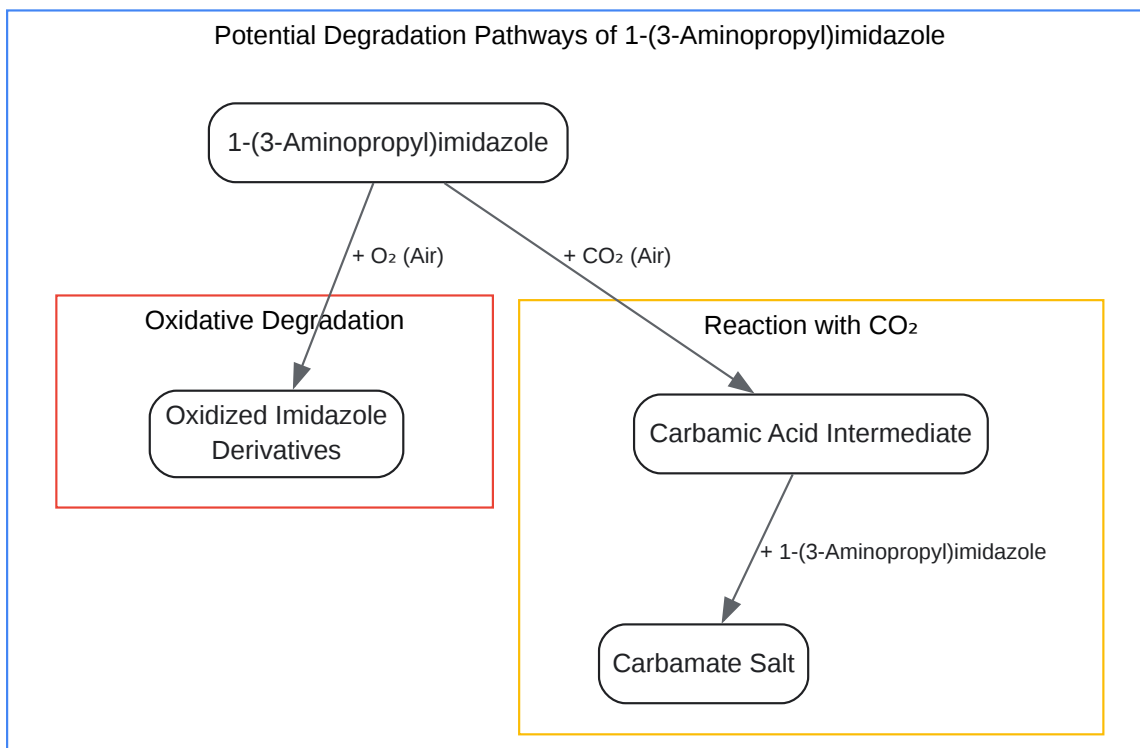 Potential Degradation Pathways of 1-(3-Aminopropyl)imidazole
1-(3-Aminopropyl)imidazole
+ O₂ (Air)
+ CO₂ (Air)
Oxidative Degradation
Reaction with CO₂
Oxidized Imidazole
Derivatives
Carbamic Acid Intermediate
+ 1-(3-Aminopropyl)imidazole
Carbamate Salt